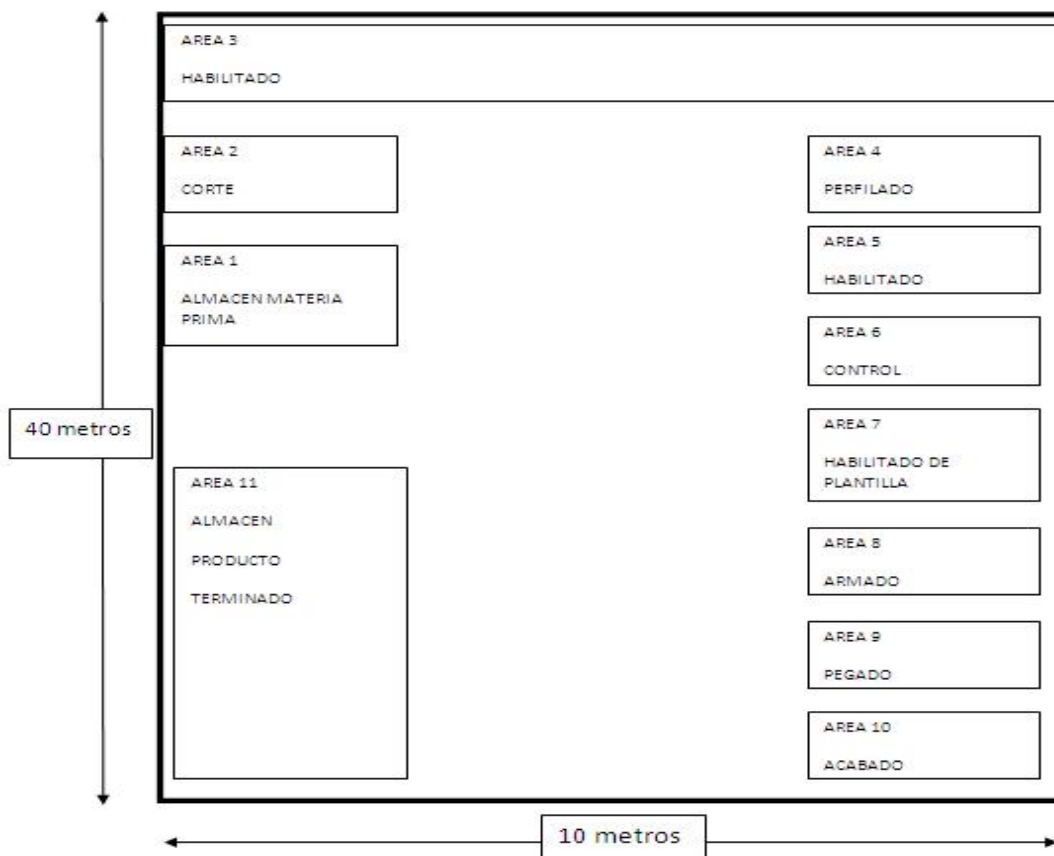 AREA 3
HABILITADO
AREA 2
CORTE
AREA 1
ALMACEN MATERIA
PRIMA
40 metros
AREA 11
ALMACEN
PRODUCTO
TERMINADO
AREA 4
PERFILADO
AREA 5
HABILITADO
AREA 6
CONTROL
AREA 7
HABILITADO DE
PLANTILLA
AREA 8
ARMADO
AREA 9
PEGADO
AREA 10
ACABADO
10 metros